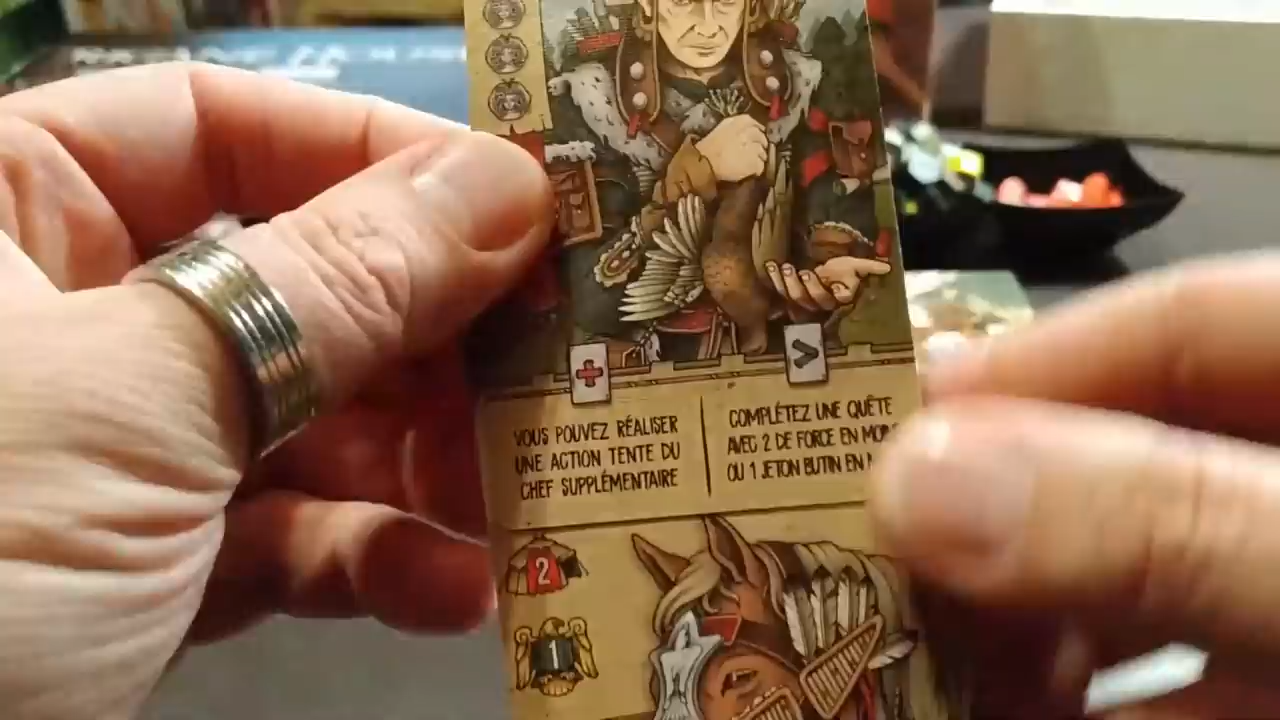 VOUS POUVEZ RÉALISER
UNE ACTION TENTE DU
CHEF SUPPLÉMENTAIRE
COMPLÉTEZ UNE QUÊTE
AVEC 2 DE FORCE EN
OU 1 JETON BUTIN EN
2
1